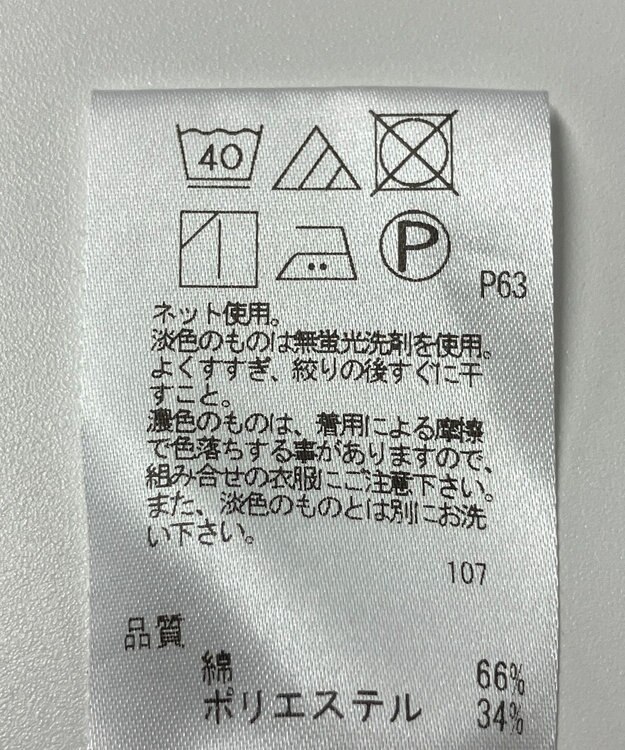 40
P
P63
ネット使用。
淡色のものは無蛍光洗剤を使用。
よくすすぎ、絞りの後すぐに干
すこと。
濃色のものは、着用による摩擦
で色落ちする事がありますので、
組み合せの衣服にご注意下さい。
また、淡色のものとは別にお洗
い下さい。
107
品質
綿 66%
ポリエステル 34%